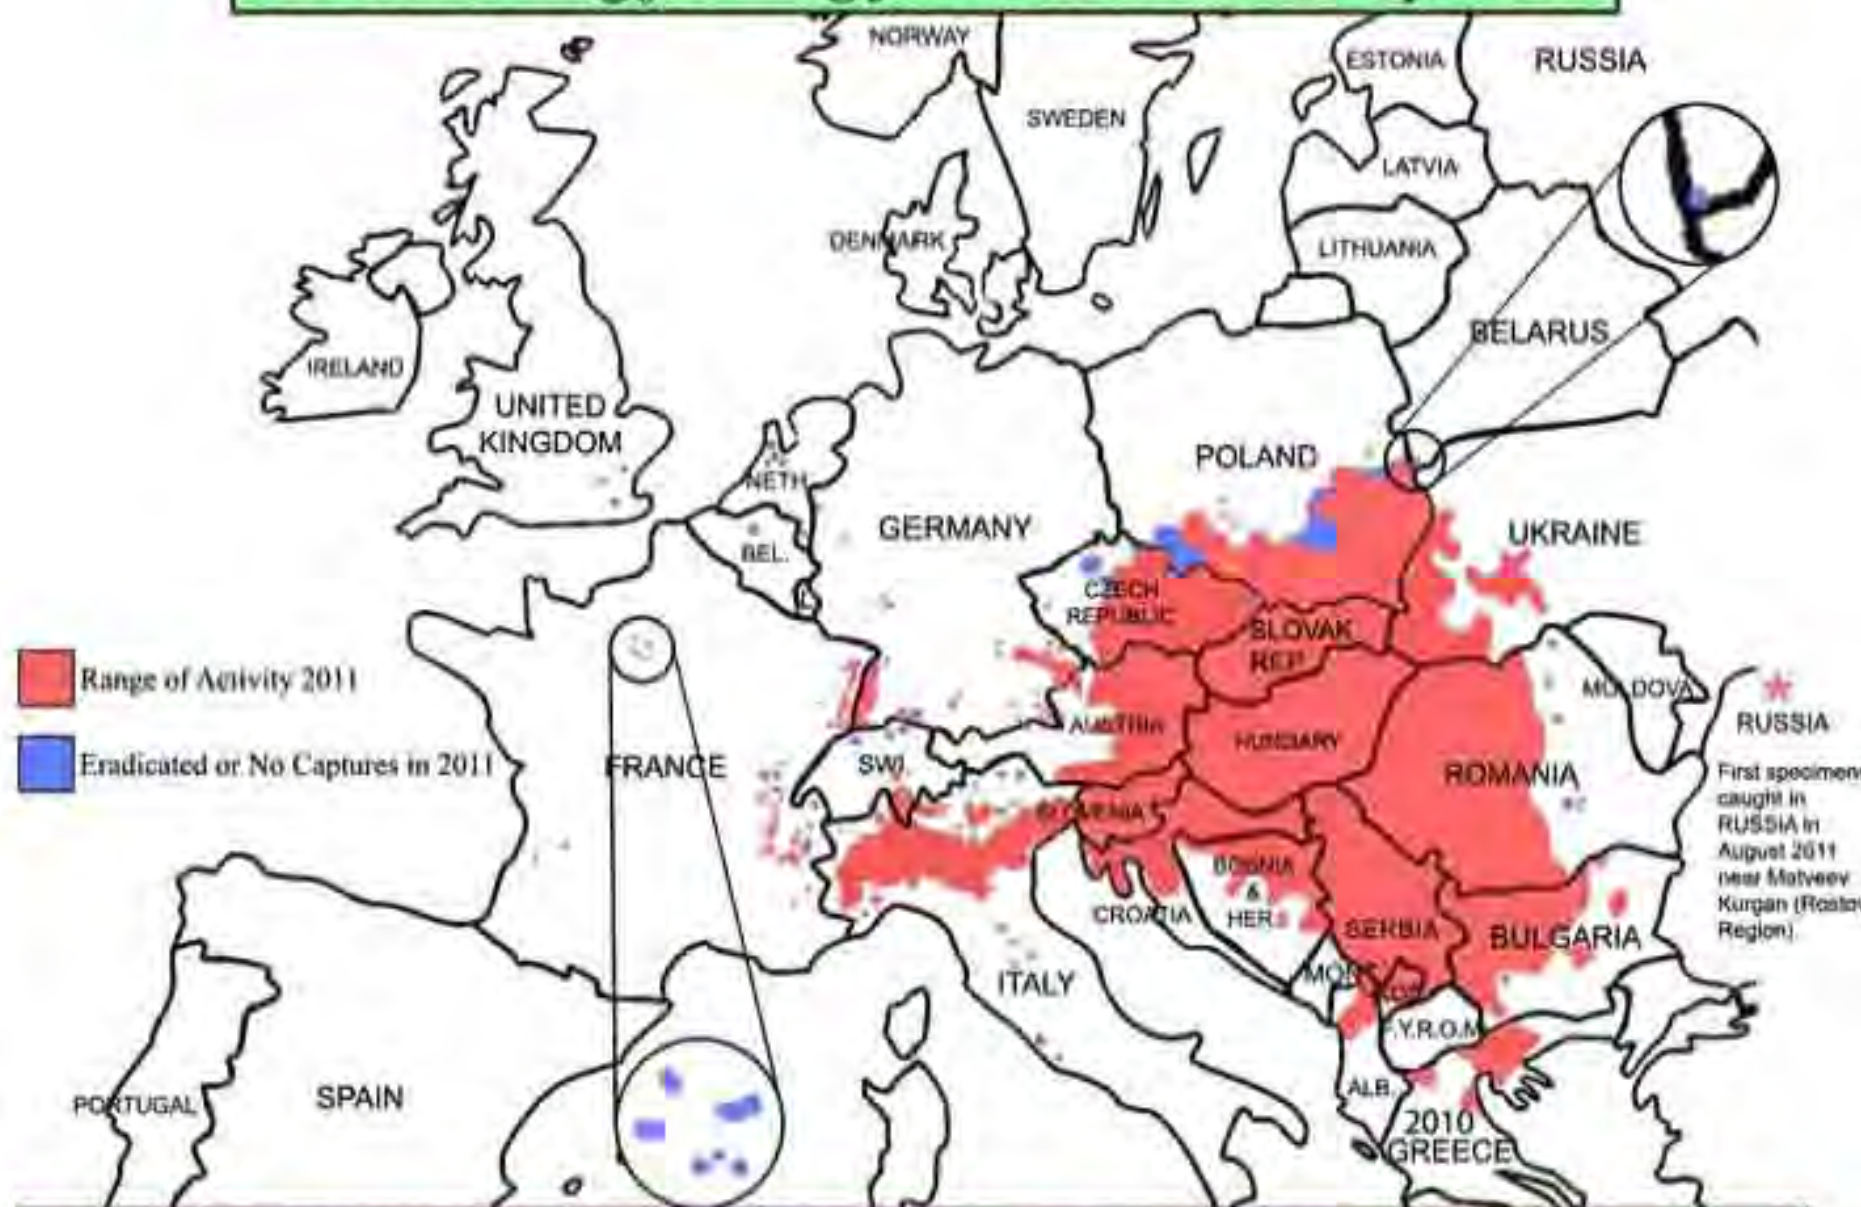 NORWAY
ESTONIA
RUSSIA
SWEDEN
LATVIA
DENMARK
LITHUANIA
BELARUS
IRELAND
UNITED
KINGDOM
POLAND
NETH
GERMANY
UKRAINE
BEL.
CZECH
REPUBLIC
SLOVAK
REP
Range of Activity 2011
MOLDOVA
RUSSIA
AUSTRIA
HUNGARY
Eradicated or No Captures in 2011
FRANCE
SWI
ROMANIA
First specimen
caught in
RUSSIA in
August 2011
near Matveev
Kurgan (Rostov
Region)
SLOVENIA
BOSNIA
&
HER
CROATIA
SERBIA
BULGARIA
ITALY
MONT
KOS
F.Y.R.O.M
PORTUGAL
SPAIN
ALB.
2010
GREECE